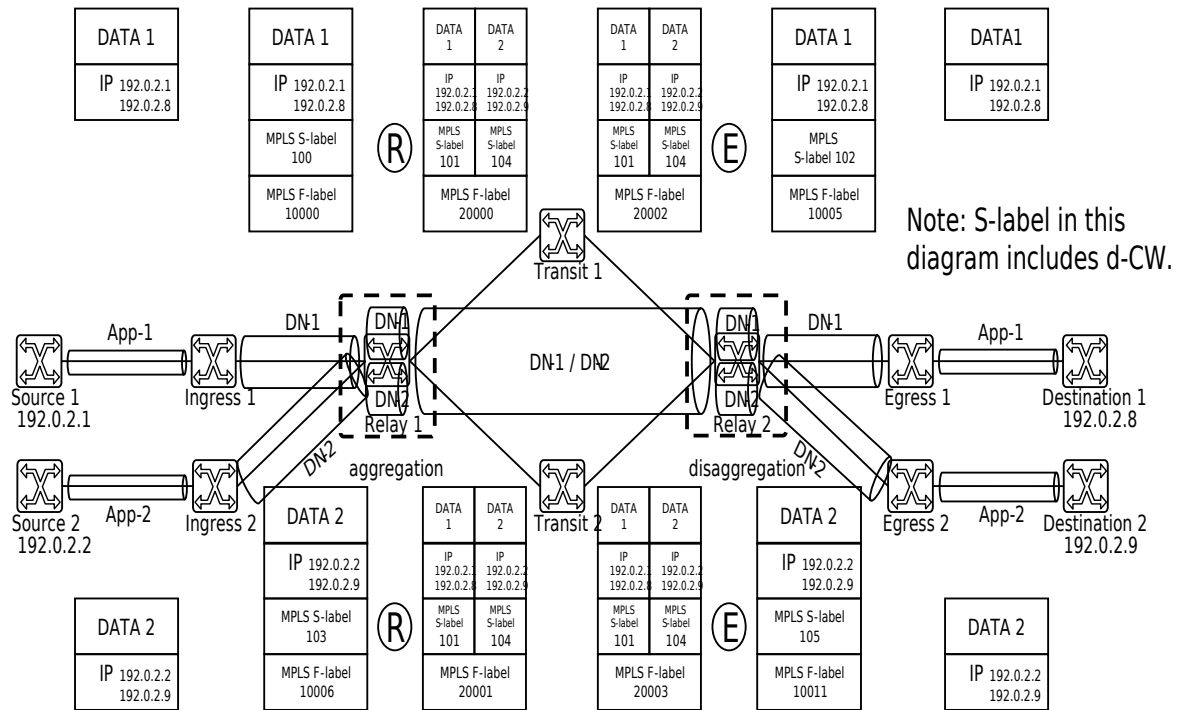 DATA 1
IP 192.0.2.1
192.0.2.8
DATA 1
IP 192.0.2.1
192.0.2.8
MPLS S-label
100
MPLS F-label
10000
R
DATA
1
DATA
2
IP
192.0.2.1
192.0.2.8
IP
192.0.2.2
192.0.2.9
MPLS
S-label
101
MPLS
S-label
104
MPLS F-label
20000
DATA
1
DATA
2
IP
192.0.2.1
192.0.2.8
IP
192.0.2.2
192.0.2.9
MPLS
S-label
101
MPLS
S-label
104
MPLS F-label
20002
E
DATA 1
IP 192.0.2.1
192.0.2.8
MPLS
S-label 102
MPLS F-label
10005
DATA1
IP 192.0.2.1
192.0.2.8
Note: S-label in this
diagram includes d-CW.
Transit 1
App-1
DN-1
DN-1
DN-1 / DN-2
DN-1
DN-1
App-1
Source 1
192.0.2.1
Ingress 1
DN-2
Relay 1
DN-2
Relay 2
Egress 1
Destination 1
192.0.2.8
DN-2
aggregation
disaggregation
DN-2
App-2
App-2
Source 2
192.0.2.2
Ingress 2
Transit 2
Egress 2
Destination 2
192.0.2.9
DATA 2
IP 192.0.2.2
192.0.2.9
DATA 2
IP 192.0.2.2
192.0.2.9
MPLS S-label
103
MPLS F-label
10006
R
DATA
1
DATA
2
IP
192.0.2.1
192.0.2.8
IP
192.0.2.2
192.0.2.9
MPLS
S-label
101
MPLS
S-label
104
MPLS F-label
20001
DATA
1
DATA
2
IP
192.0.2.1
192.0.2.8
IP
192.0.2.2
192.0.2.9
MPLS
S-label
101
MPLS
S-label
104
MPLS F-label
20003
E
DATA 2
IP 192.0.2.2
192.0.2.9
MPLS S-label
105
MPLS F-label
10011
DATA 2
IP 192.0.2.2
192.0.2.9